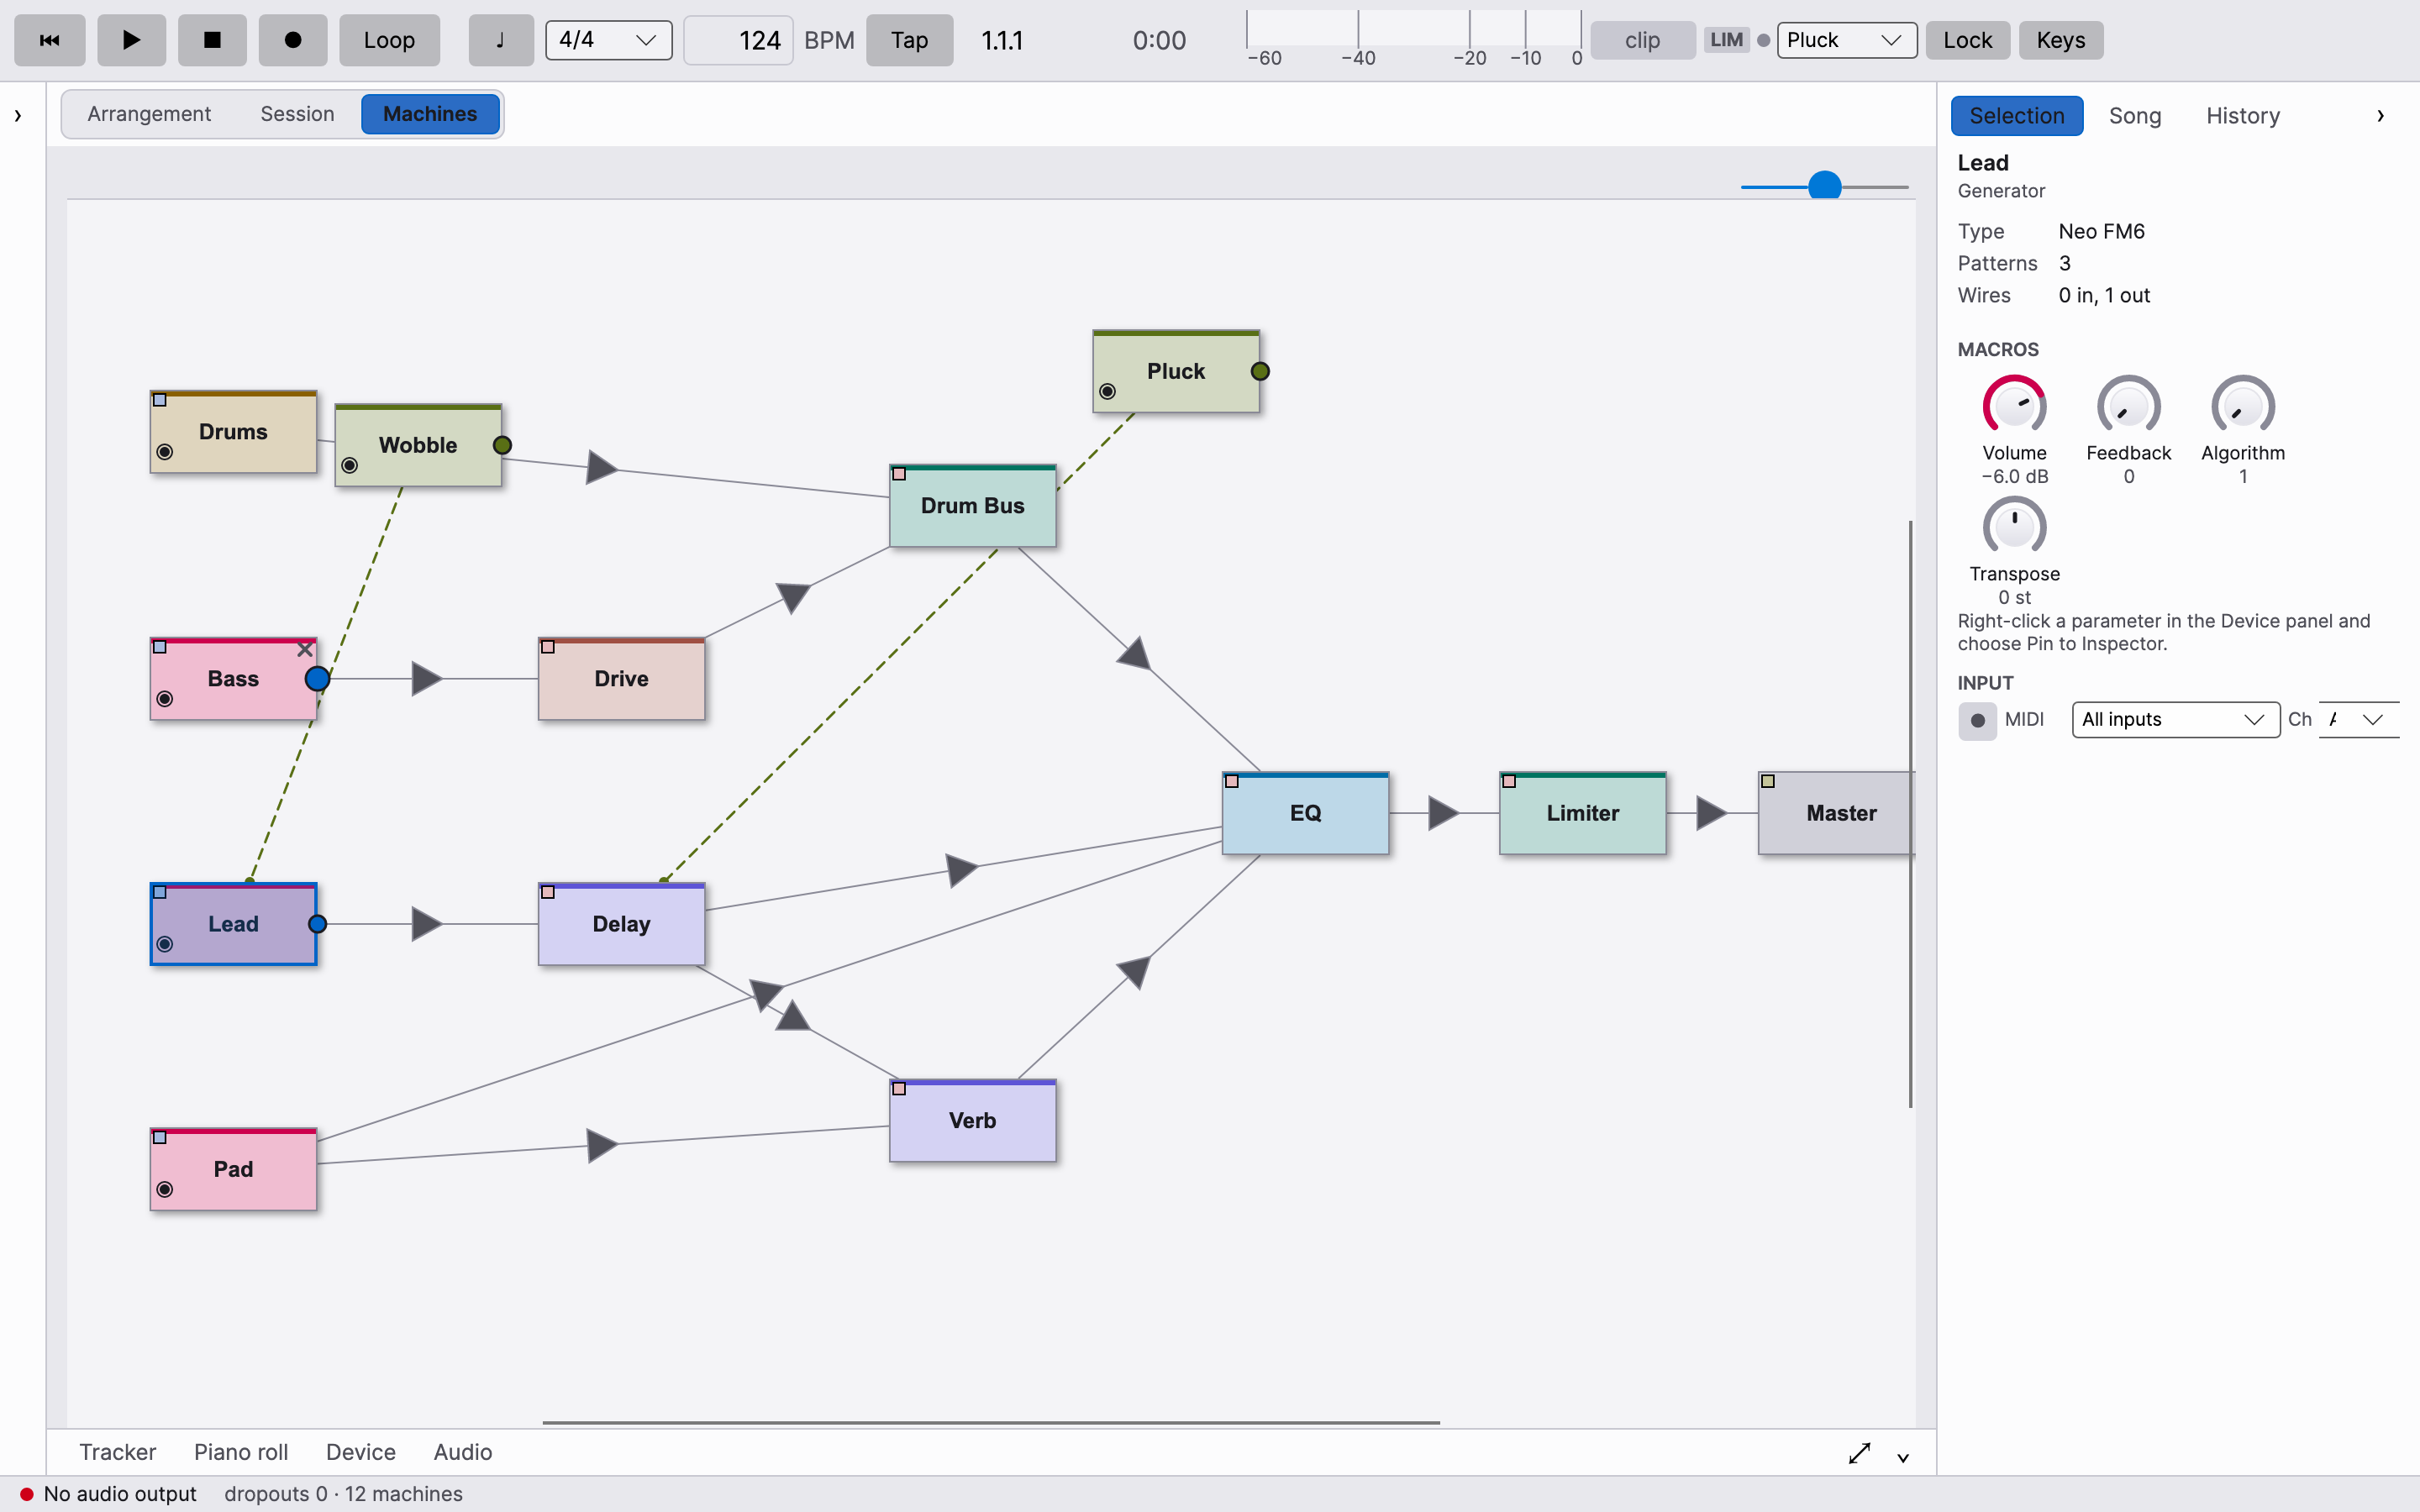 Loop
4/4
124 BPM
Tap
1.1.1
0:00
−60 −40 −20 −10 0
clip
LIM
Pluck
Lock
Keys
Arrangement Session Machines
Selection Song History
Lead
Generator
Type Neo FM6
Patterns 3
Wires 0 in, 1 out
MACROS
Volume Feedback Algorithm
−6.0 dB 0 1
Transpose
0 st
Right-click a parameter in the Device panel and
choose Pin to Inspector.
INPUT
MIDI All inputs Ch
Pluck
Drums
Wobble
Drum Bus
Bass
Drive
EQ
Limiter
Master
Lead
Delay
Verb
Pad
Tracker Piano roll Device Audio
No audio output dropouts 0 · 12 machines